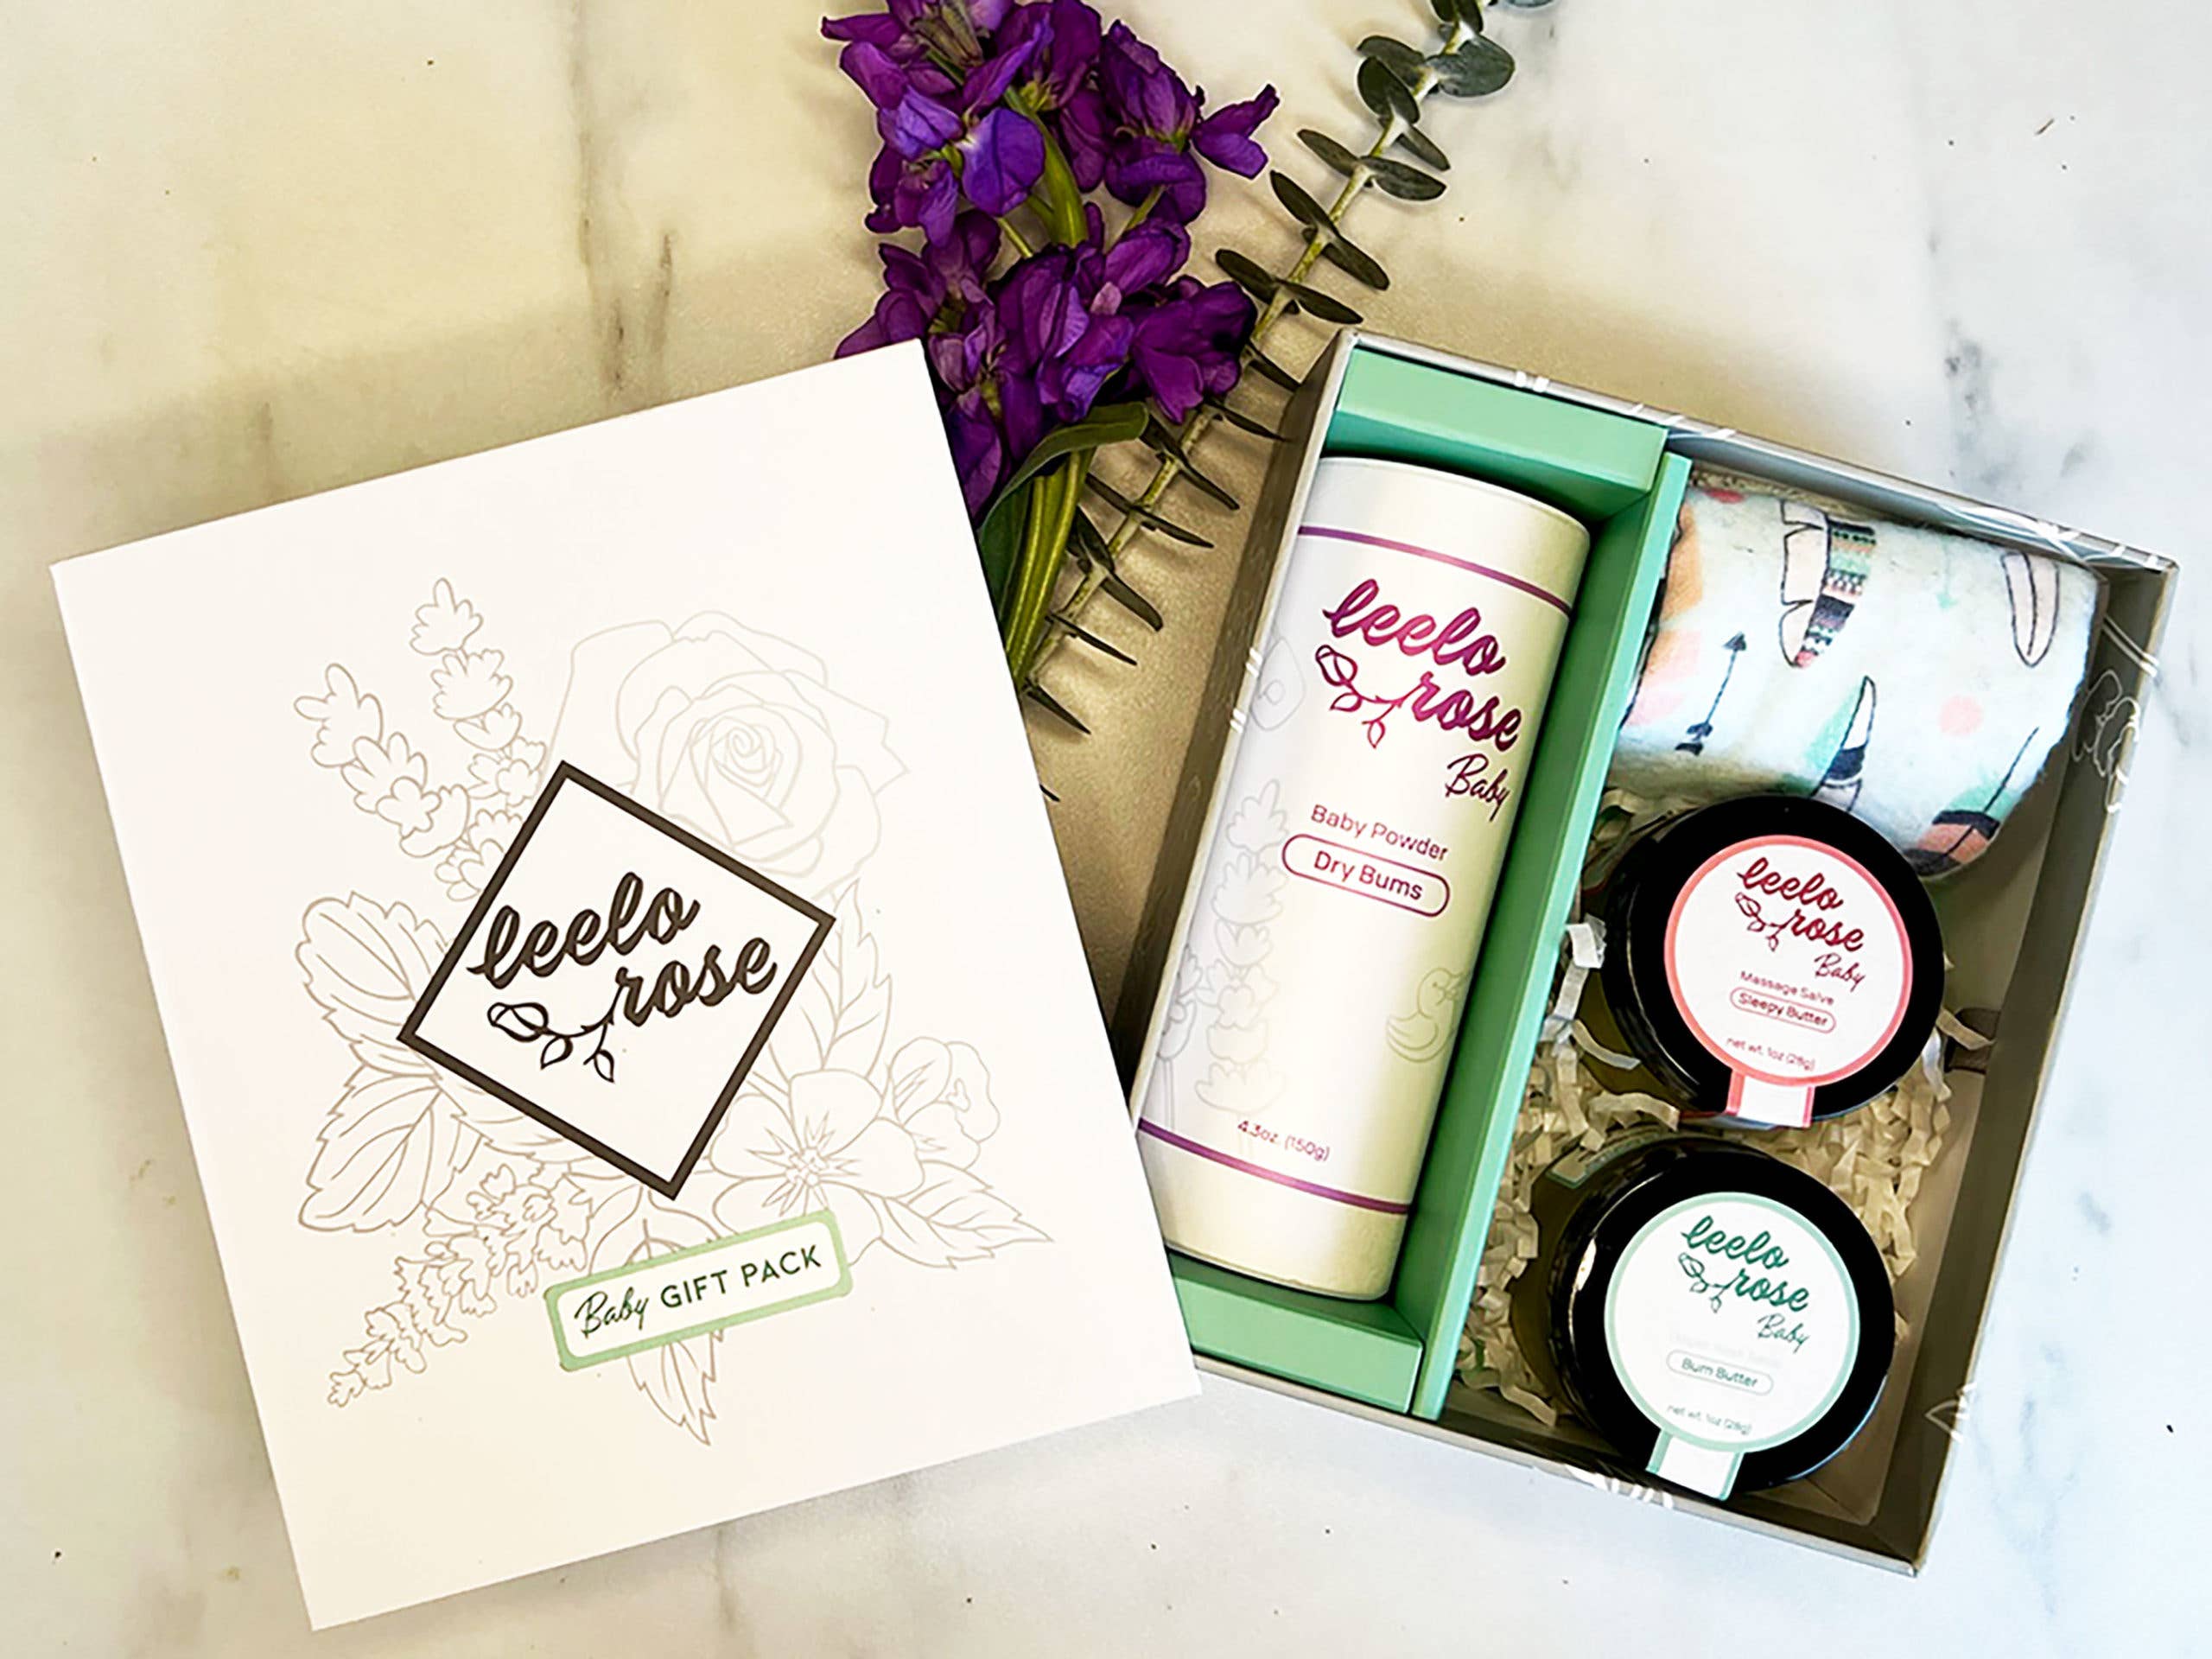 leelo
rose
Baby GIFT PACK
leelo
rose
Baby
Baby Powder
Dry Bums
4.3oz. (150g)
leelo
rose
Baby
Massage Salve
Sleepy Butter
net wt. 1oz (28g)
leelo
rose
Baby
Bum Butter
net wt. 1oz (28g)